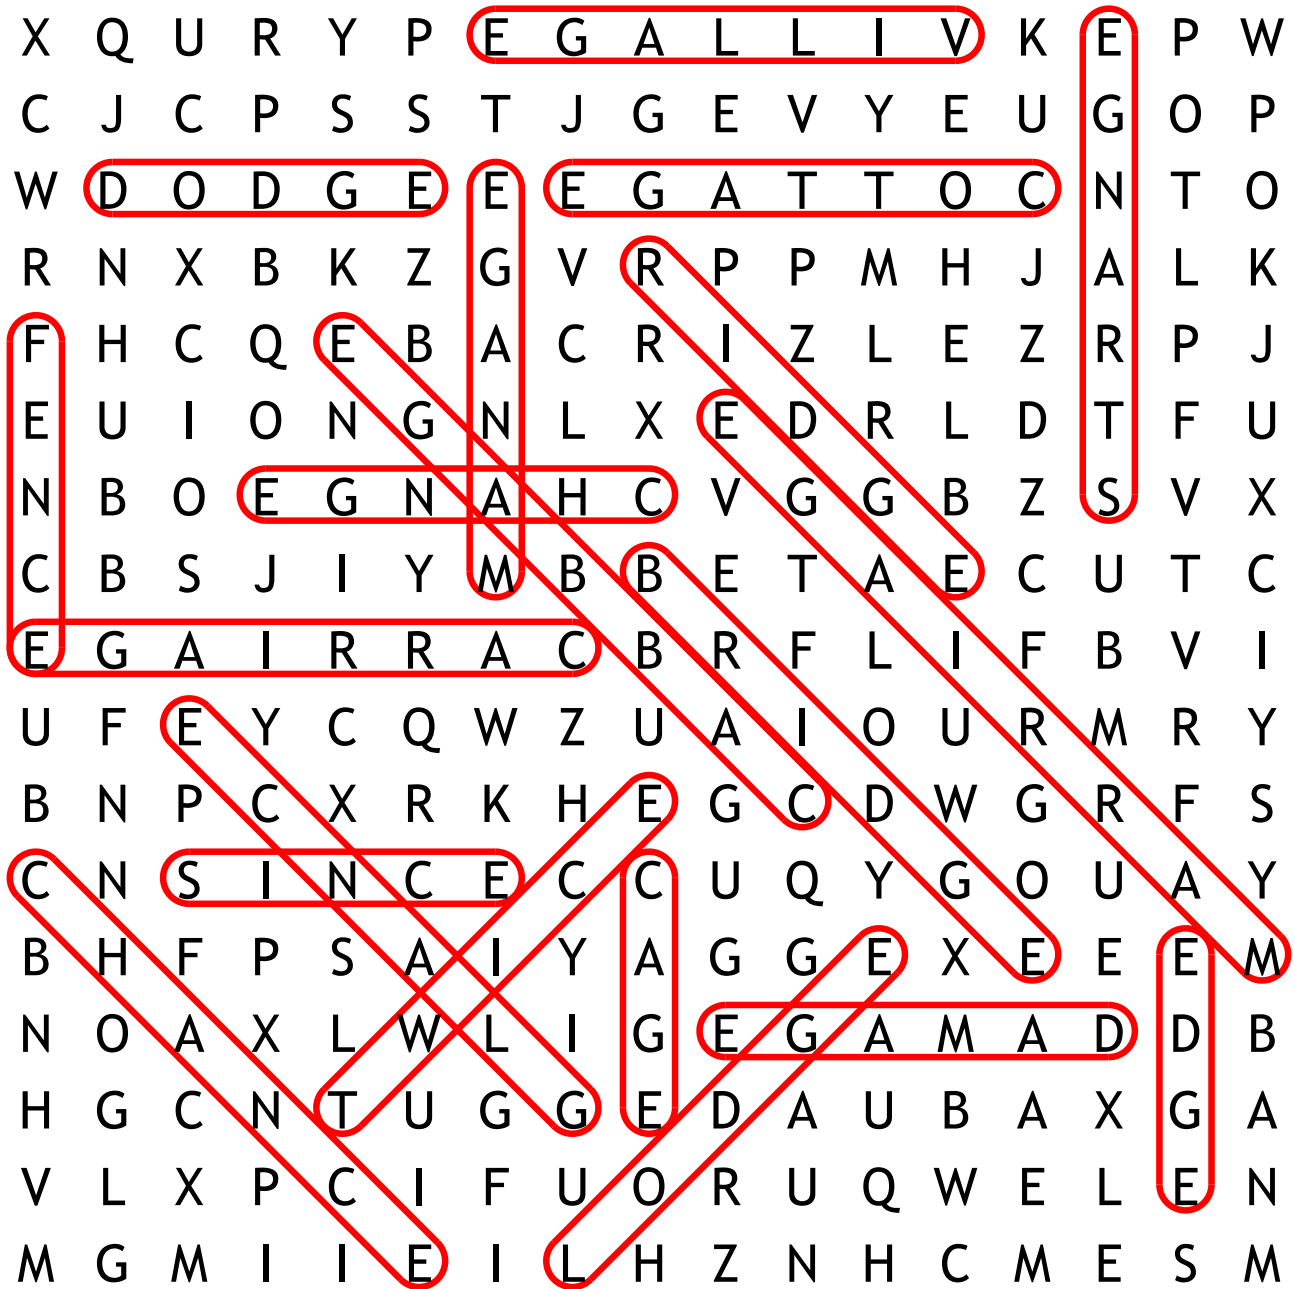 X Q U R Y P E G A L L I V K E P W
C J C P S S T J G E V Y E U G O P
W D O D G E E E G A T T O C N T O
R N X B K Z G V R P P M H J A L K
F H C Q E B A C R I Z L E Z R P J
E U I O N G N L X E D R L D T F U
N B O E G N A H C V G G B Z S V X
C B S J I Y M B B E T A E C U T C
E G A I R R A C B R F L I F B V I
U F E Y C Q W Z U A I O U R M R Y
B N P C X R K H E G C D W G R F S
C N S I N C E C C U Q Y G O U A Y
B H F P S A I Y A G G E X E E E M
N O A X L W L I G E G A M A D D B
H G C N T U G G E D A U B A X G A
V L X P C I F U O R U Q W E L E N
M G M I I E I L H Z N H C M E S M